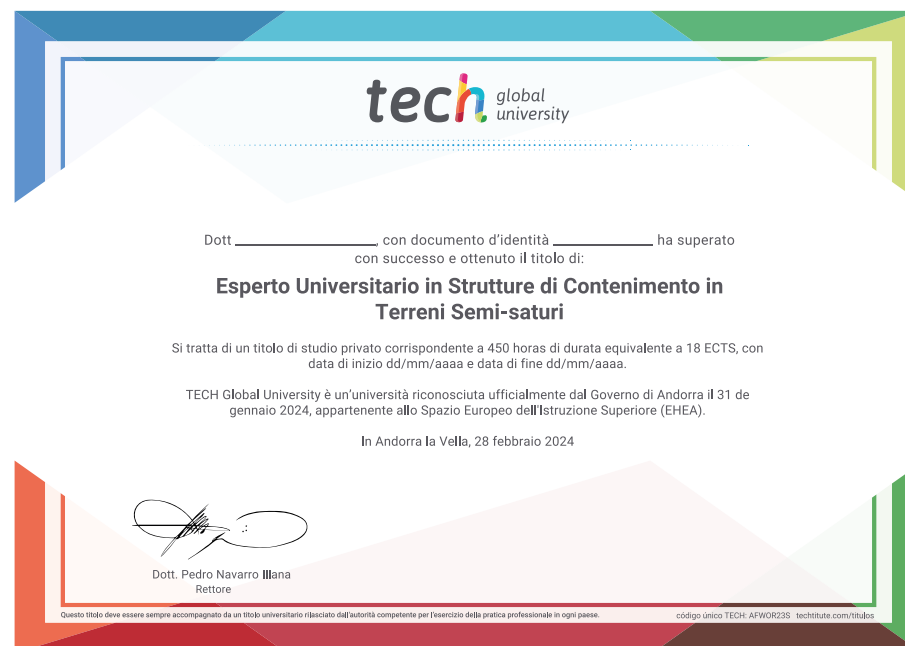 tech global university
Dott ____________, con documento d'identità ____________ ha superato
con successo e ottenuto il titolo di:
Esperto Universitario in Strutture di Contenimento in
Terreni Semi-saturi
Si tratta di un titolo di studio privato corrispondente a 450 horas di durata equivalente a 18 ECTS, con
data di inizio dd/mm/aaaa e data di fine dd/mm/aaaa.
TECH Global University è un'università riconosciuta ufficialmente dal Governo di Andorra il 31 de
gennaio 2024, appartenente allo Spazio Europeo dell'Istruzione Superiore (EHEA).
In Andorra la Vella, 28 febbraio 2024
Dott. Pedro Navarro Illana
Rettore
Questo titolo deve essere sempre accompagnato da un titolo universitario rilasciato dall'autorità competente per l'esercizio della pratica professionale in ogni paese.
código único TECH: AFWOR23S techtitute.com/titulos